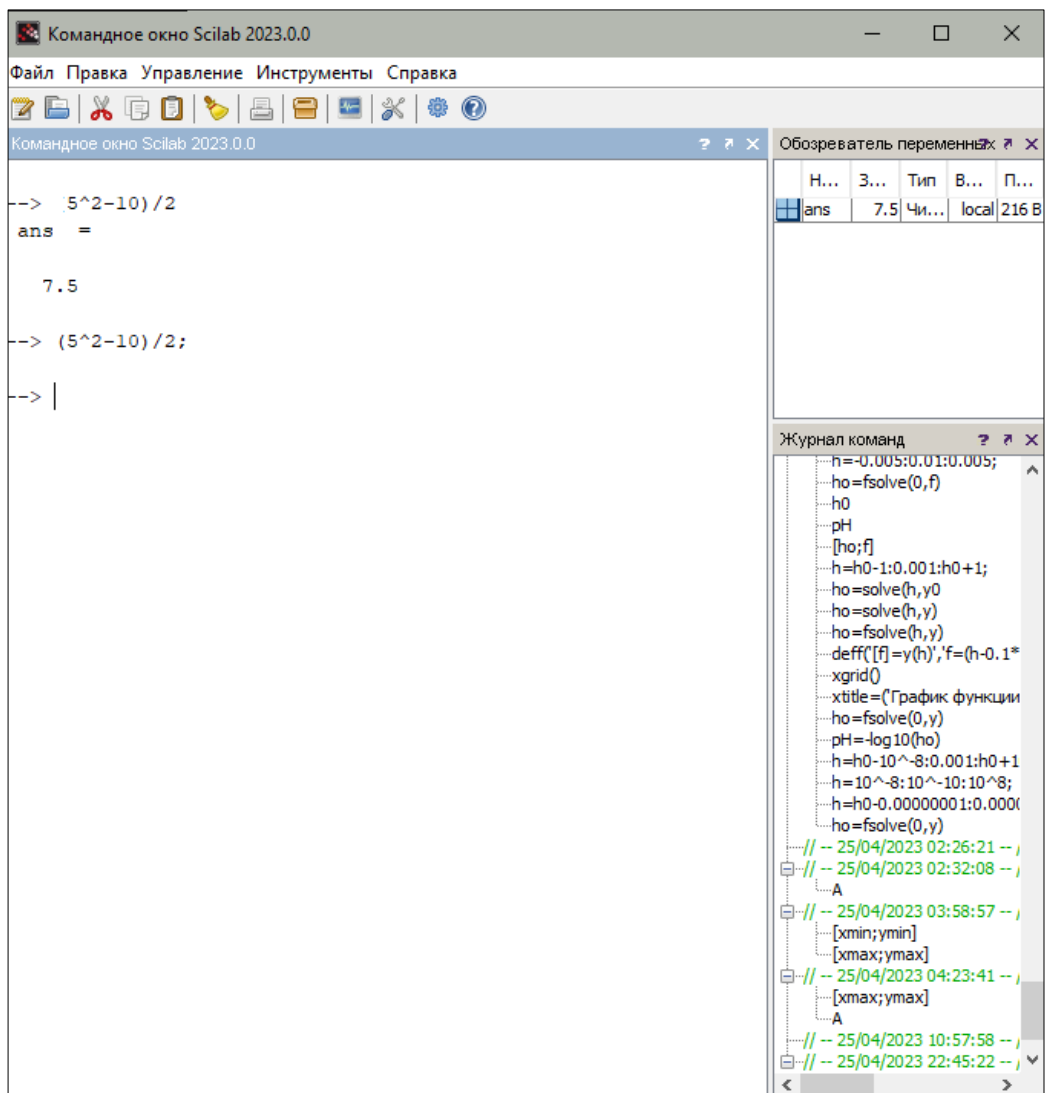 Командное окно Scilab 2023.0.0
Файл Правка Управление Инструменты Справка
Командное окно Scilab 2023.0.0
--> 5^2-10)/2
ans =
7.5
--> (5^2-10)/2;
-->
Обозреватель переменных
Н... З... Тип В... П...
ans 7.5 Чи... local 216 B
Журнал команд
h=-0.005:0.01:0.005;
ho=fsolve(0,f)
h0
pH
[ho;f]
h=h0-1:0.001:h0+1;
ho=solve(h,y0
ho=solve(h,y)
ho=fsolve(h,y)
deff('[f]=y(h)','f=(h-0.1*
xgrid()
xtitle=('График функции
ho=fsolve(0,y)
pH=-log10(ho)
h=h0-10^-8:0.001:h0+1
h=10^-8:10^-10:10^8;
h=h0-0.00000001:0.000
ho=fsolve(0,y)
// -- 25/04/2023 02:26:21 -- /
// -- 25/04/2023 02:32:08 -- /
A
// -- 25/04/2023 03:58:57 -- /
[xmin;ymin]
[xmax;ymax]
// -- 25/04/2023 04:23:41 -- /
[xmax;ymax]
A
// -- 25/04/2023 10:57:58 -- /
// -- 25/04/2023 22:45:22 -- /